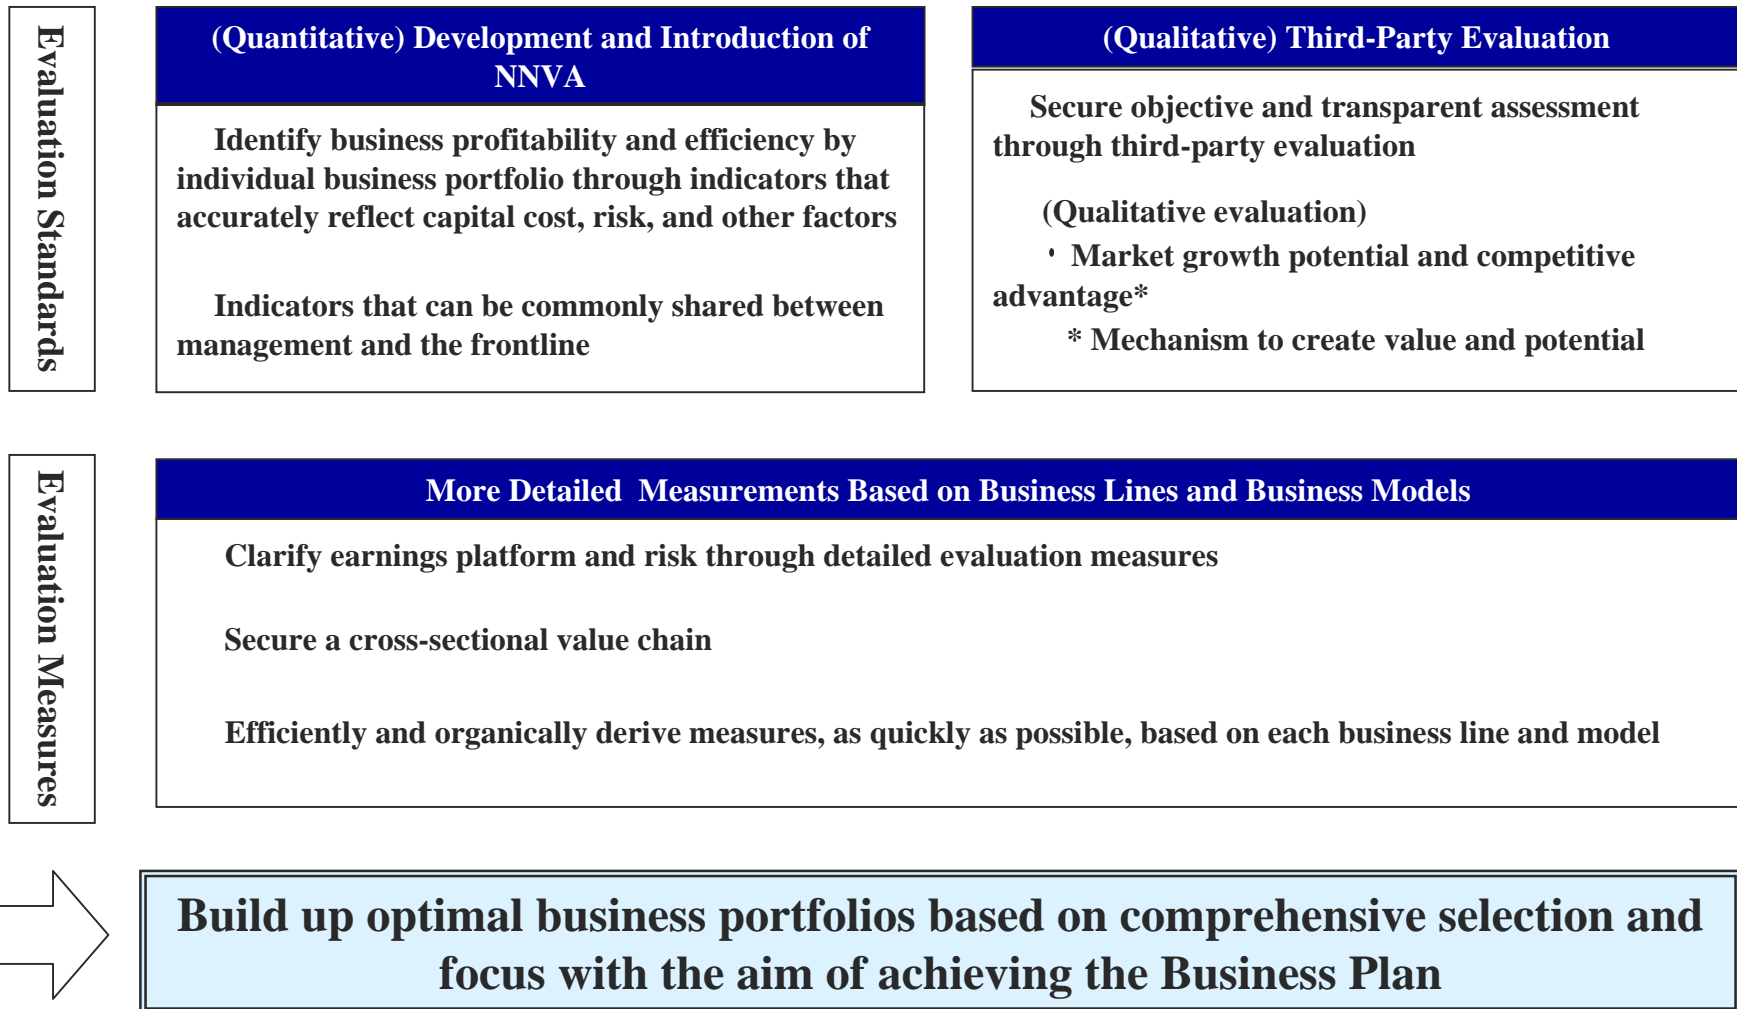 Evaluation Standards
(Quantitative) Development and Introduction of
NNVA
Identify business profitability and efficiency by
individual business portfolio through indicators that
accurately reflect capital cost, risk, and other factors
Indicators that can be commonly shared between
management and the frontline
(Qualitative) Third-Party Evaluation
Secure objective and transparent assessment
through third-party evaluation
(Qualitative evaluation)
・ Market growth potential and competitive
advantage*
* Mechanism to create value and potential
Evaluation Measures
More Detailed  Measurements Based on Business Lines and Business Models
Clarify earnings platform and risk through detailed evaluation measures
Secure a cross-sectional value chain
Efficiently and organically derive measures, as quickly as possible, based on each business line and model
Build up optimal business portfolios based on comprehensive selection and
focus with the aim of achieving the Business Plan